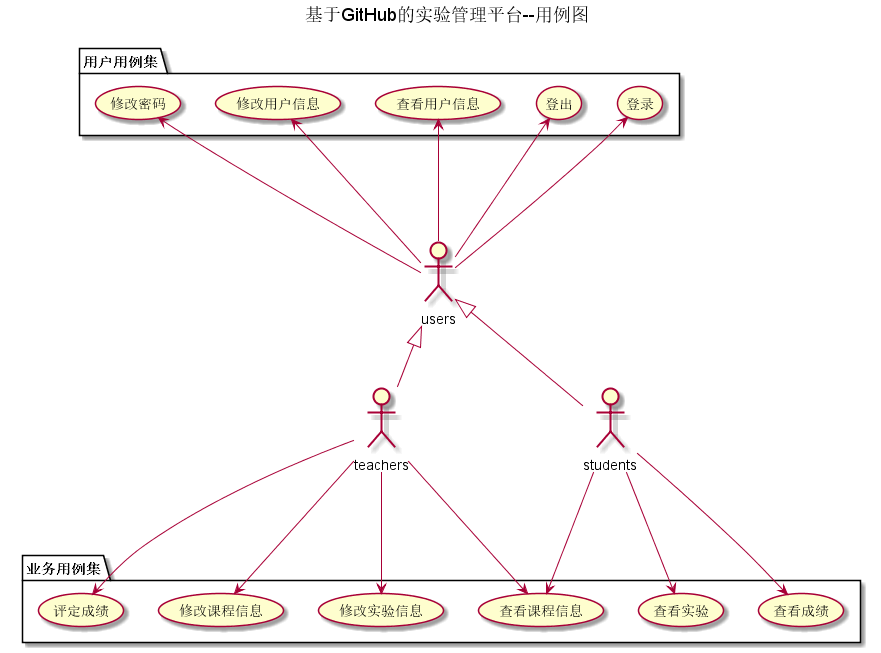 基于GitHub的实验管理平台--用例图
用户用例集
修改密码
修改用户信息
查看用户信息
登出
登录
users
teachers
students
业务用例集
评定成绩
修改课程信息
修改实验信息
查看课程信息
查看实验
查看成绩